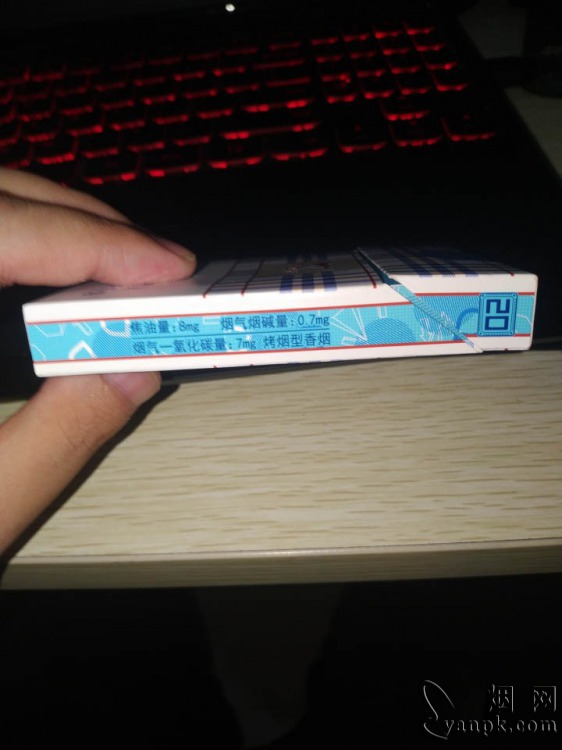 焦油量:8mg 烟气烟碱量:0.7mg
烟气一氧化碳量:7mg 烤烟型香烟
20
烟网
yanpk.com